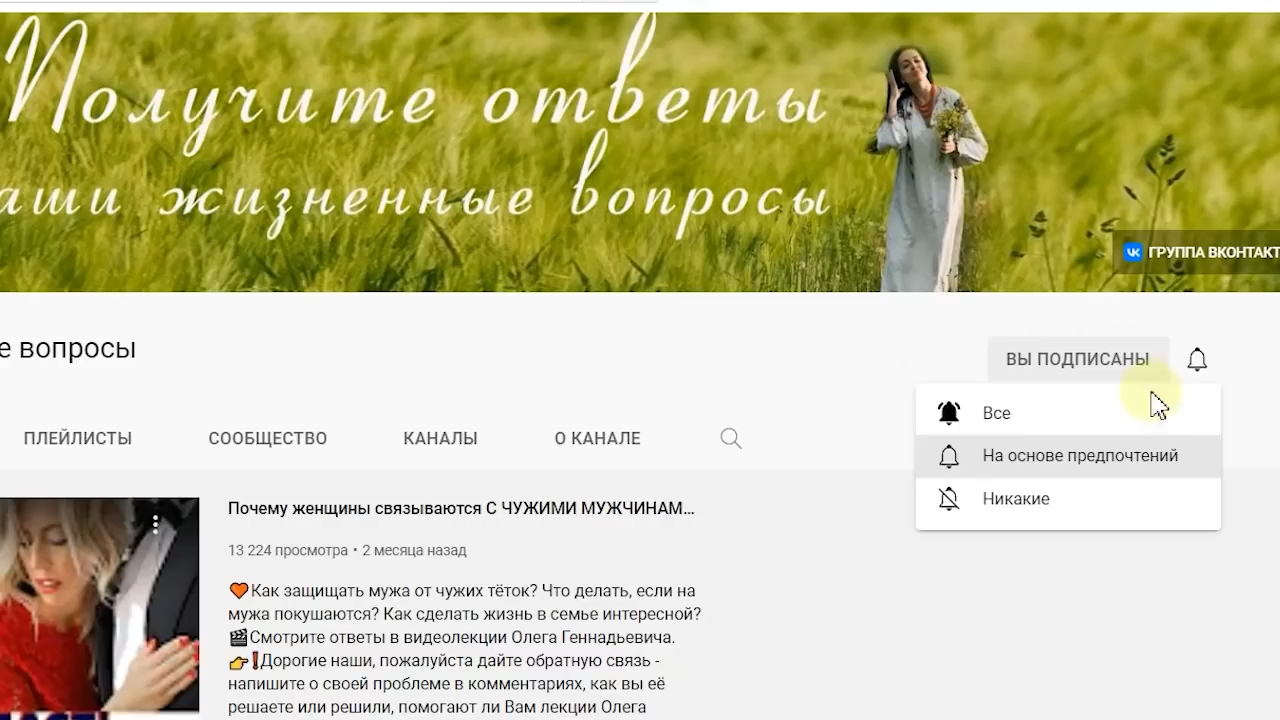 Получите ответы
аши жизненные вопросы
ГРУППА ВКОНТАКТ
е вопросы
ВЫ ПОДПИСАНЫ
Все
На основе предпочтений
Никакие
ПЛЕЙЛИСТЫ СООБЩЕСТВО КАНАЛЫ О КАНАЛЕ
Почему женщины связываются С ЧУЖИМИ МУЖЧИНАМ...
13 224 просмотра • 2 месяца назад
🧡Как защищать мужа от чужих тёток? Что делать, если на
мужа покушаются? Как сделать жизнь в семье интересной?
🎬Смотрите ответы в видеолекции Олега Геннадьевича.
👉❗Дорогие наши, пожалуйста дайте обратную связь -
напишите о своей проблеме в комментариях, как вы её
решаете или решили, помогают ли Вам лекции Олега